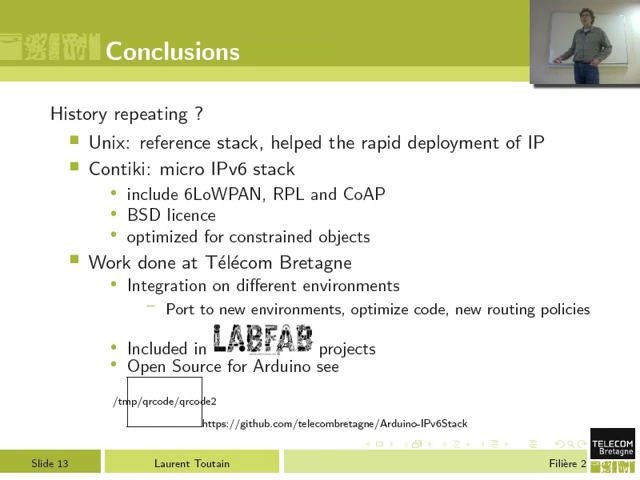 Conclusions
History repeating ?
Unix: reference stack, helped the rapid deployment of IP
Contiki: micro IPv6 stack
include 6LoWPAN, RPL and CoAP
BSD licence
optimized for constrained objects
Work done at Télécom Bretagne
Integration on different environments
Port to new environments, optimize code, new routing policies
Included in LABFAB projects
Open Source for Arduino see
/tmp/qrcode/qrcode2
https://github.com/telecombretagne/Arduino-IPv6Stack
TELECOM
Bretagne
Slide 13 Laurent Toutain Filière 2